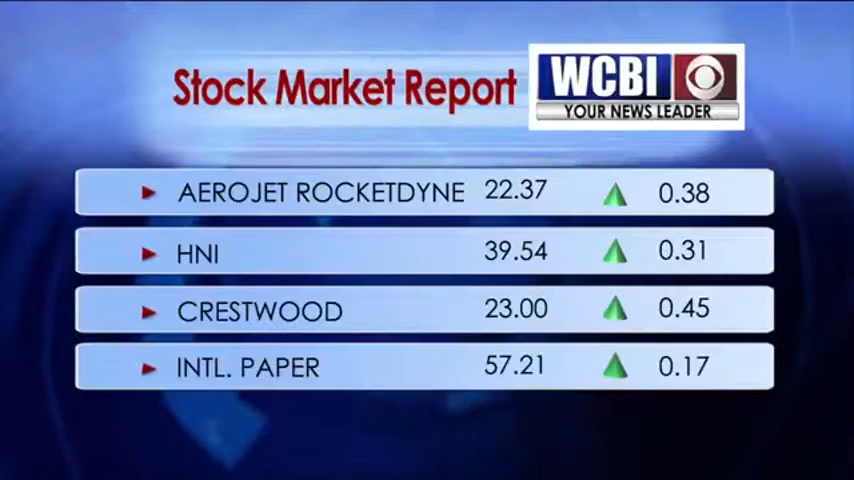 Stock Market Report
WCBI
YOUR NEWS LEADER
AEROJET ROCKETDYNE 22.37 0.38
HNI 39.54 0.31
CRESTWOOD 23.00 0.45
INTL. PAPER 57.21 0.17